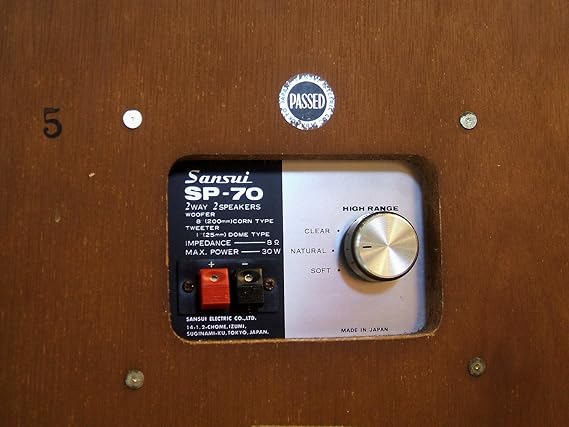 5
PASSED
Sansui
SP-70
2WAY 2SPEAKERS
WOOFER
8"(200mm)CORN TYPE
TWEETER
1"(25mm)DOME TYPE
IMPEDANCE 8Ω
MAX. POWER 30W
+ −
SANSUI ELECTRIC CO.,LTD.
14-1,2-CHOME,IZUMI,
SUGINAMI-KU,TOKYO,JAPAN.
HIGH RANGE
CLEAR
NATURAL
SOFT
MADE IN JAPAN